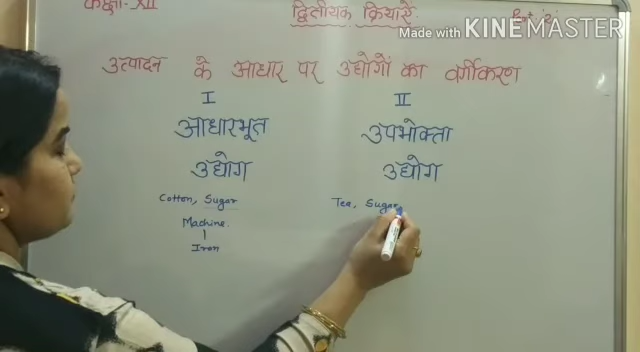 कक्षा-XII
द्वितीयक क्रियाऐं
Made with KINEMASTER
उत्पादन के आधार पर उद्योगों का वर्गीकरण
I
आधारभूत
उद्योग
Cotton, Sugar
Machine.
Iron
II
उपभोक्ता
उद्योग
Tee, Sugar